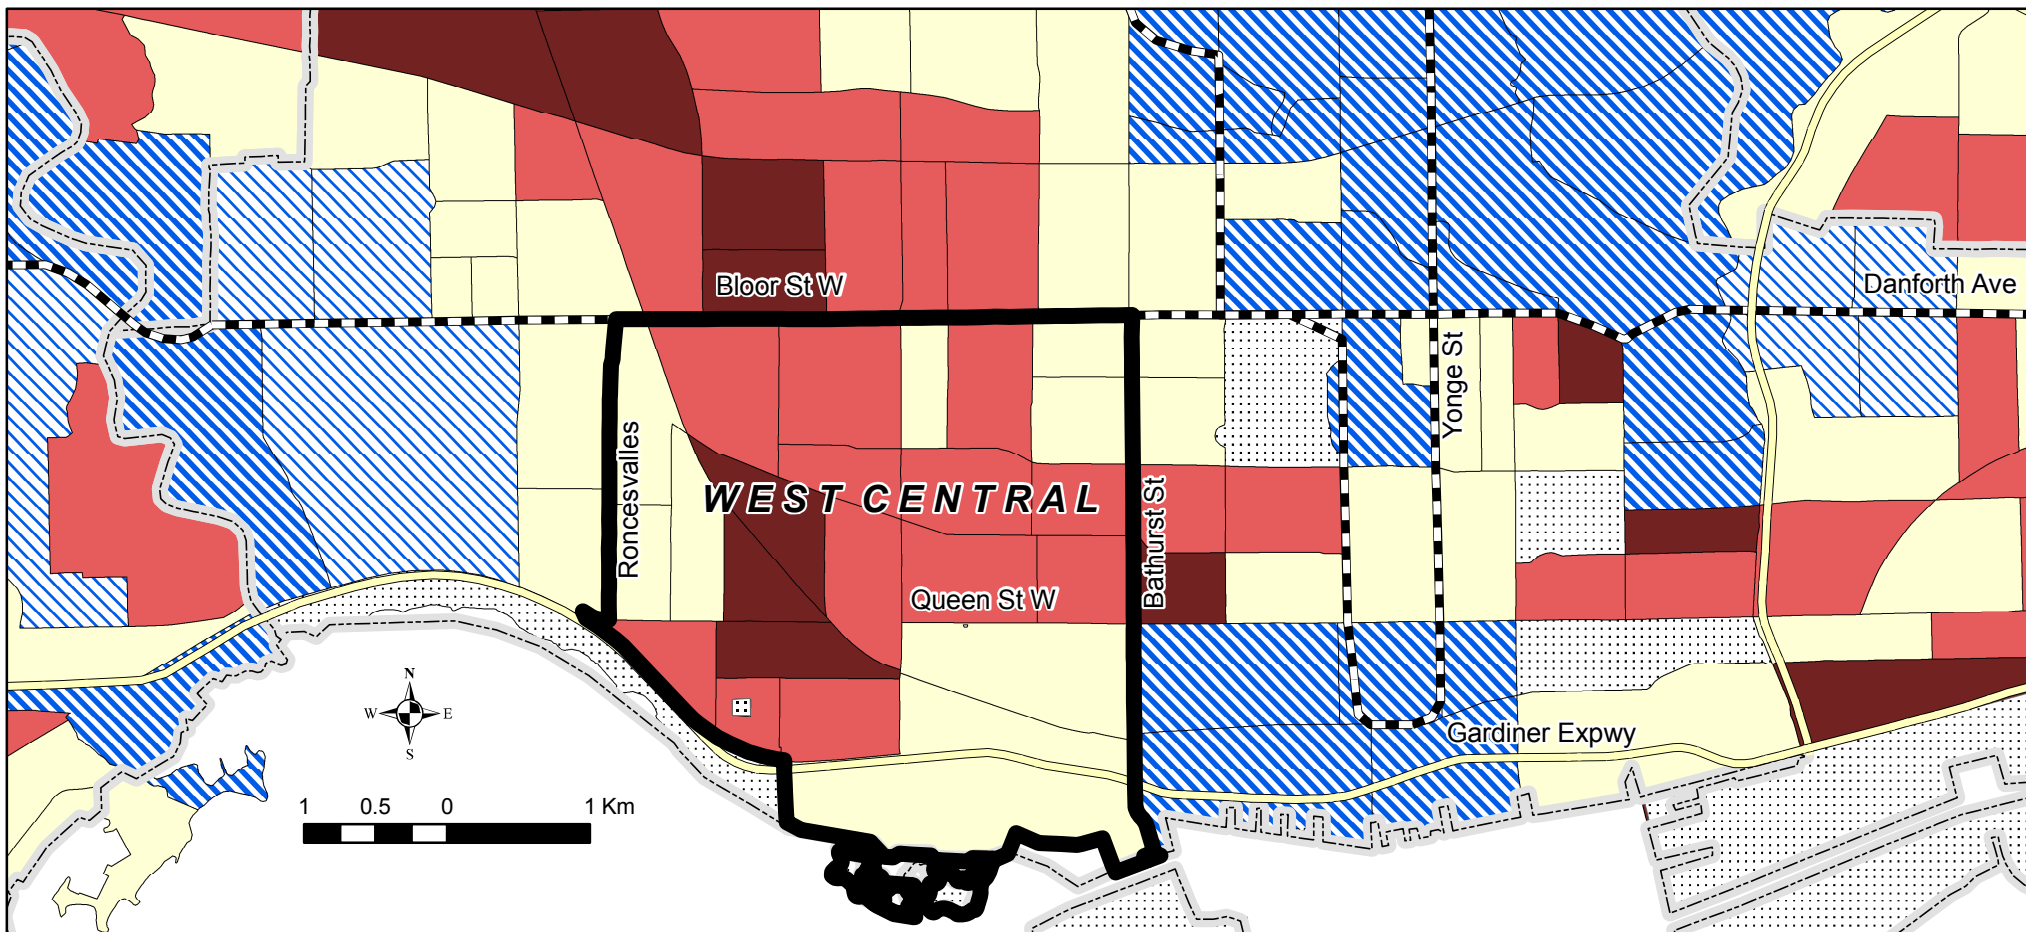 Bloor St W
Danforth Ave
Yonge St
Roncesvalles
WEST CENTRAL
Bathurst St
Queen St W
N
W E
S
Gardiner Expwy
1 0.5 0 1 Km